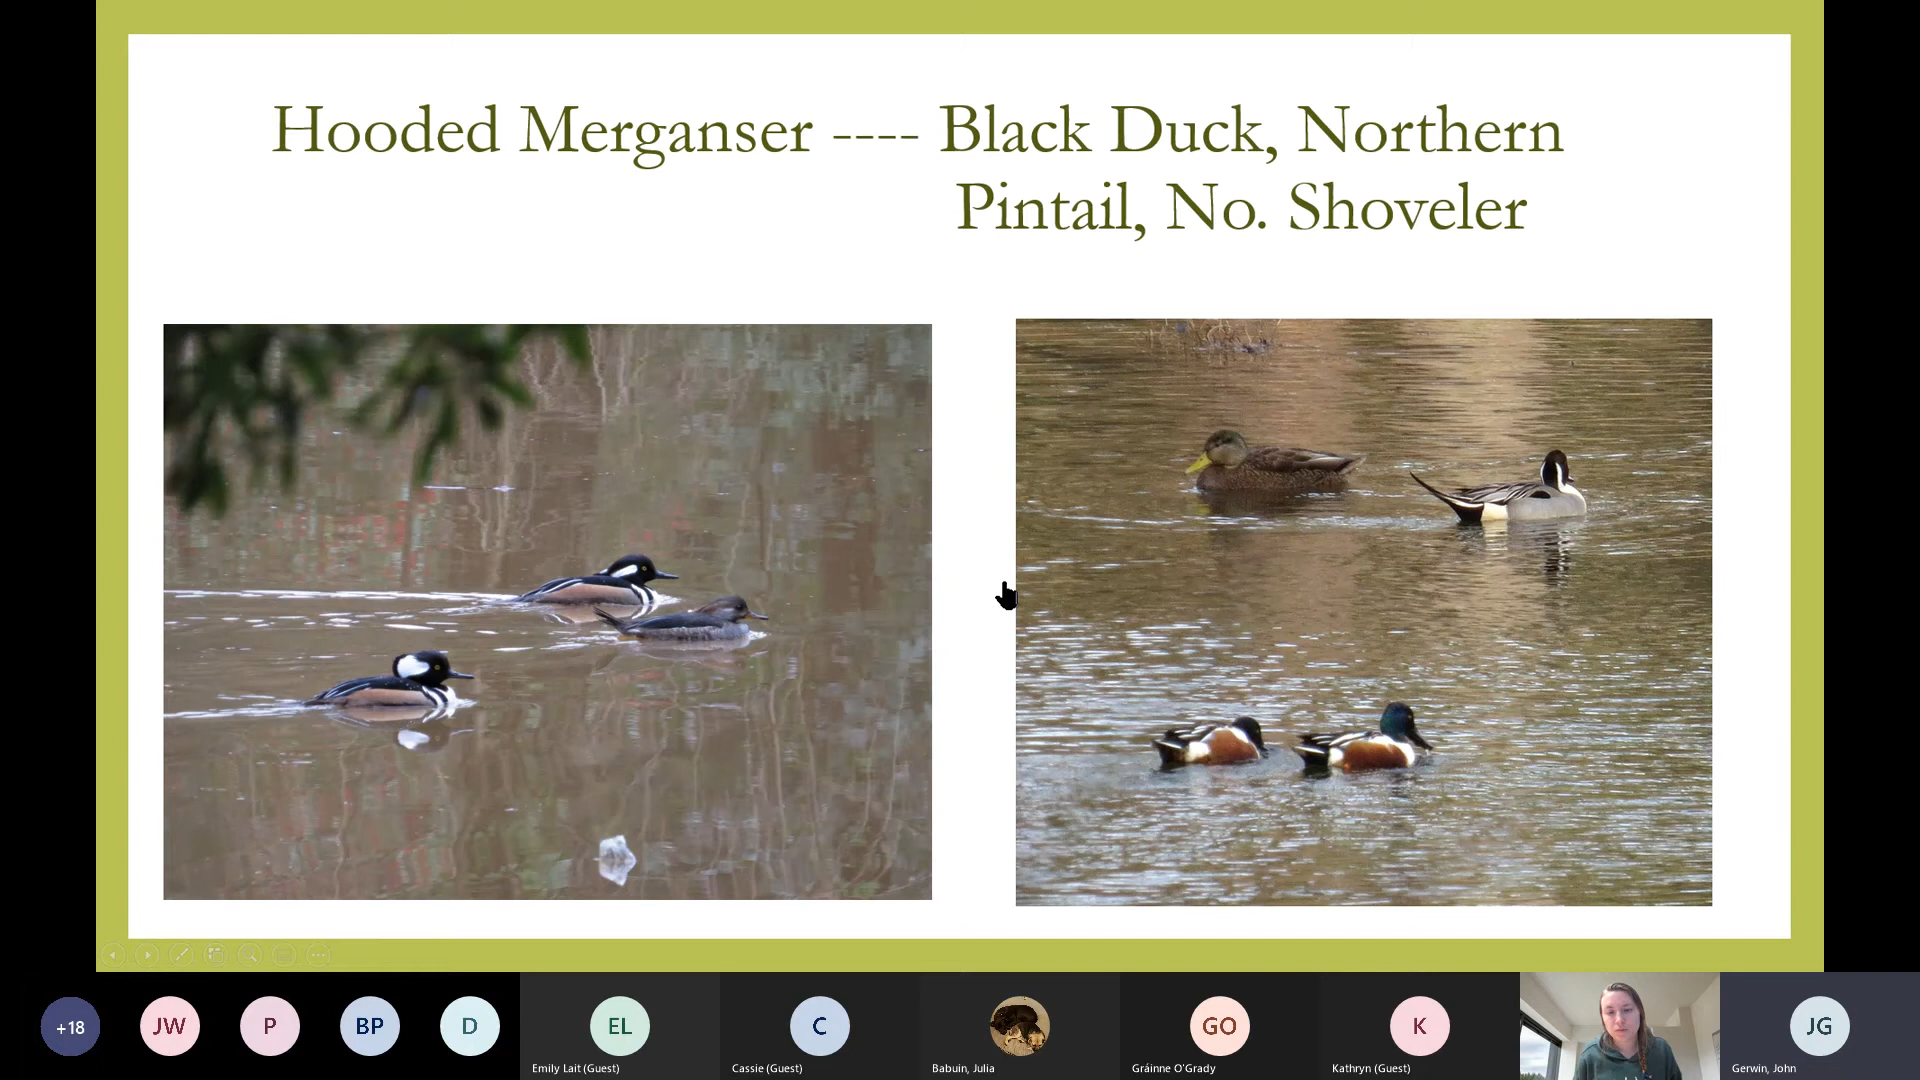 Hooded Merganser ---- Black Duck, Northern
Pintail, No. Shoveler
+18
JW
P
BP
D
EL
C
GO
K
JG
Emily Lait (Guest)
Cassie (Guest)
Babuin, Julia
Gráinne O'Grady
Kathryn (Guest)
Gerwin, John